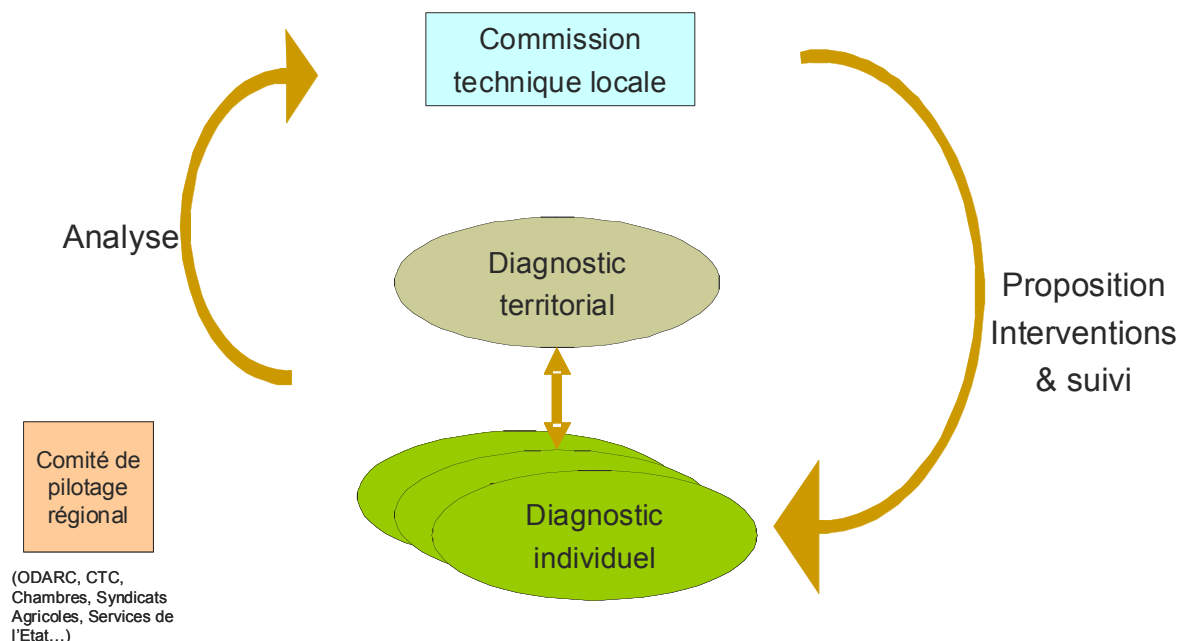 Commission
technique locale
Analyse
Diagnostic
territorial
Proposition
Interventions
& suivi
Diagnostic
individuel
Comité de
pilotage
régional
(ODARC, CTC,
Chambres, Syndicats
Agricoles, Services de
l'Etat...)